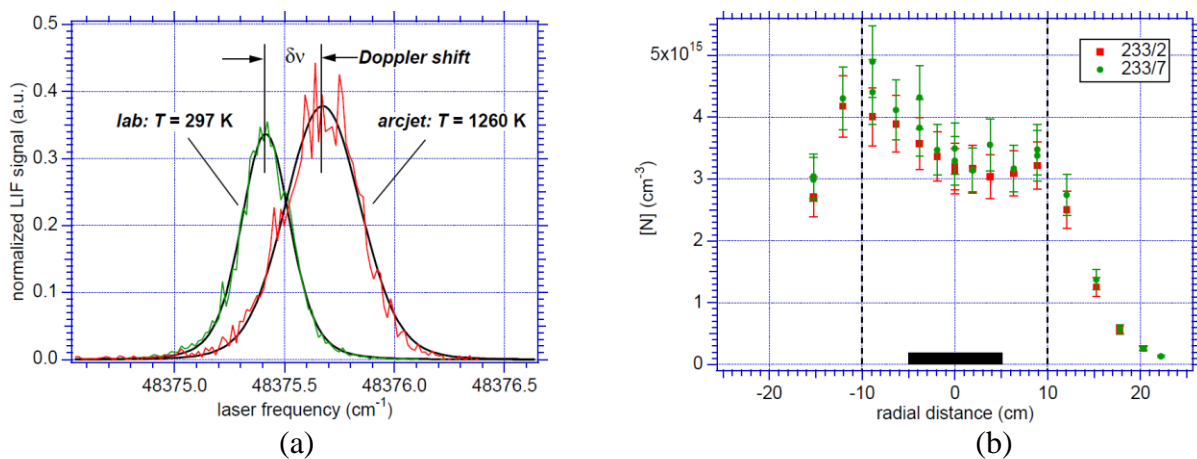 0.5
0.4
0.3
0.2
0.1
0.0
normalized LIF signal (a.u.)
δν
Doppler shift
lab: T = 297 K
arcjet: T = 1260 K
48375.0
48375.5
48376.0
48376.5
laser frequency (cm⁻¹)
(a)
5x10¹⁵
4
3
2
1
0
[N] (cm⁻³)
233/2
233/7
-20
-10
0
10
20
radial distance (cm)
(b)